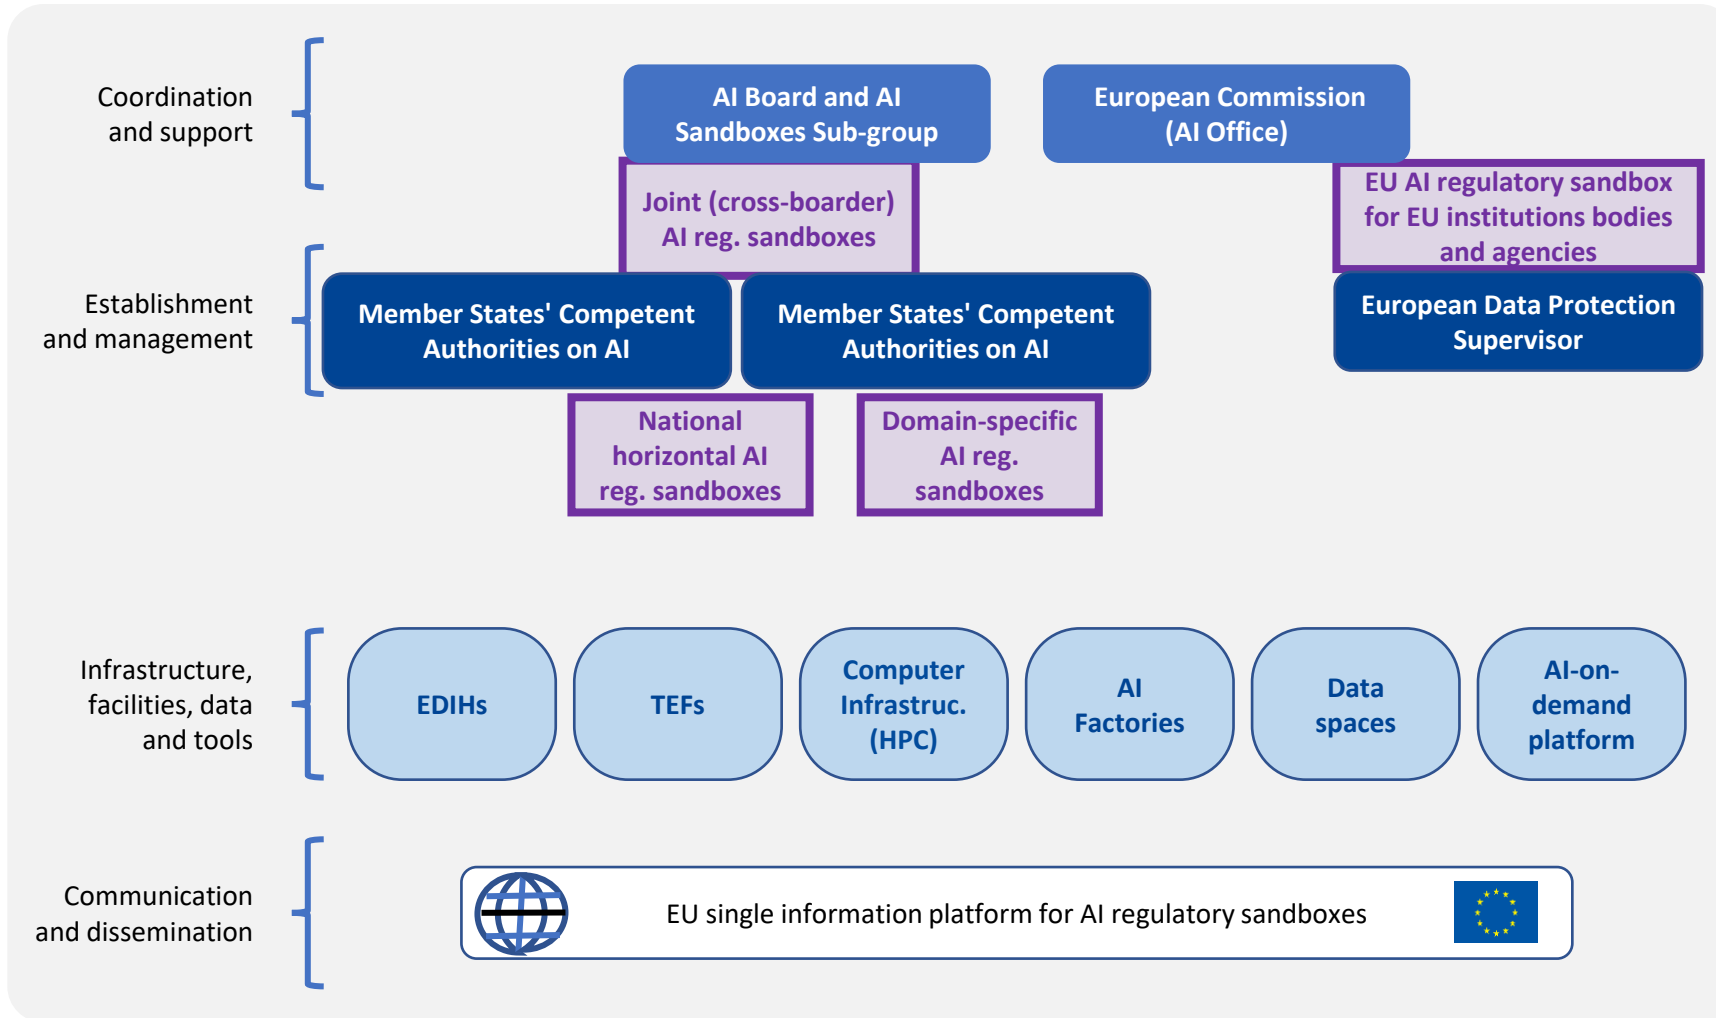 Coordination
and support
AI Board and AI
Sandboxes Sub-group
European Commission
(AI Office)
Joint (cross-boarder)
AI reg. sandboxes
EU AI regulatory sandbox
for EU institutions bodies
and agencies
Establishment
and management
Member States' Competent
Authorities on AI
Member States' Competent
Authorities on AI
European Data Protection
Supervisor
National
horizontal AI
reg. sandboxes
Domain-specific
AI reg.
sandboxes
Infrastructure,
facilities, data
and tools
EDIHs
TEFs
Computer
Infrastruc.
(HPC)
AI
Factories
Data
spaces
AI-on-
demand
platform
Communication
and dissemination
EU single information platform for AI regulatory sandboxes